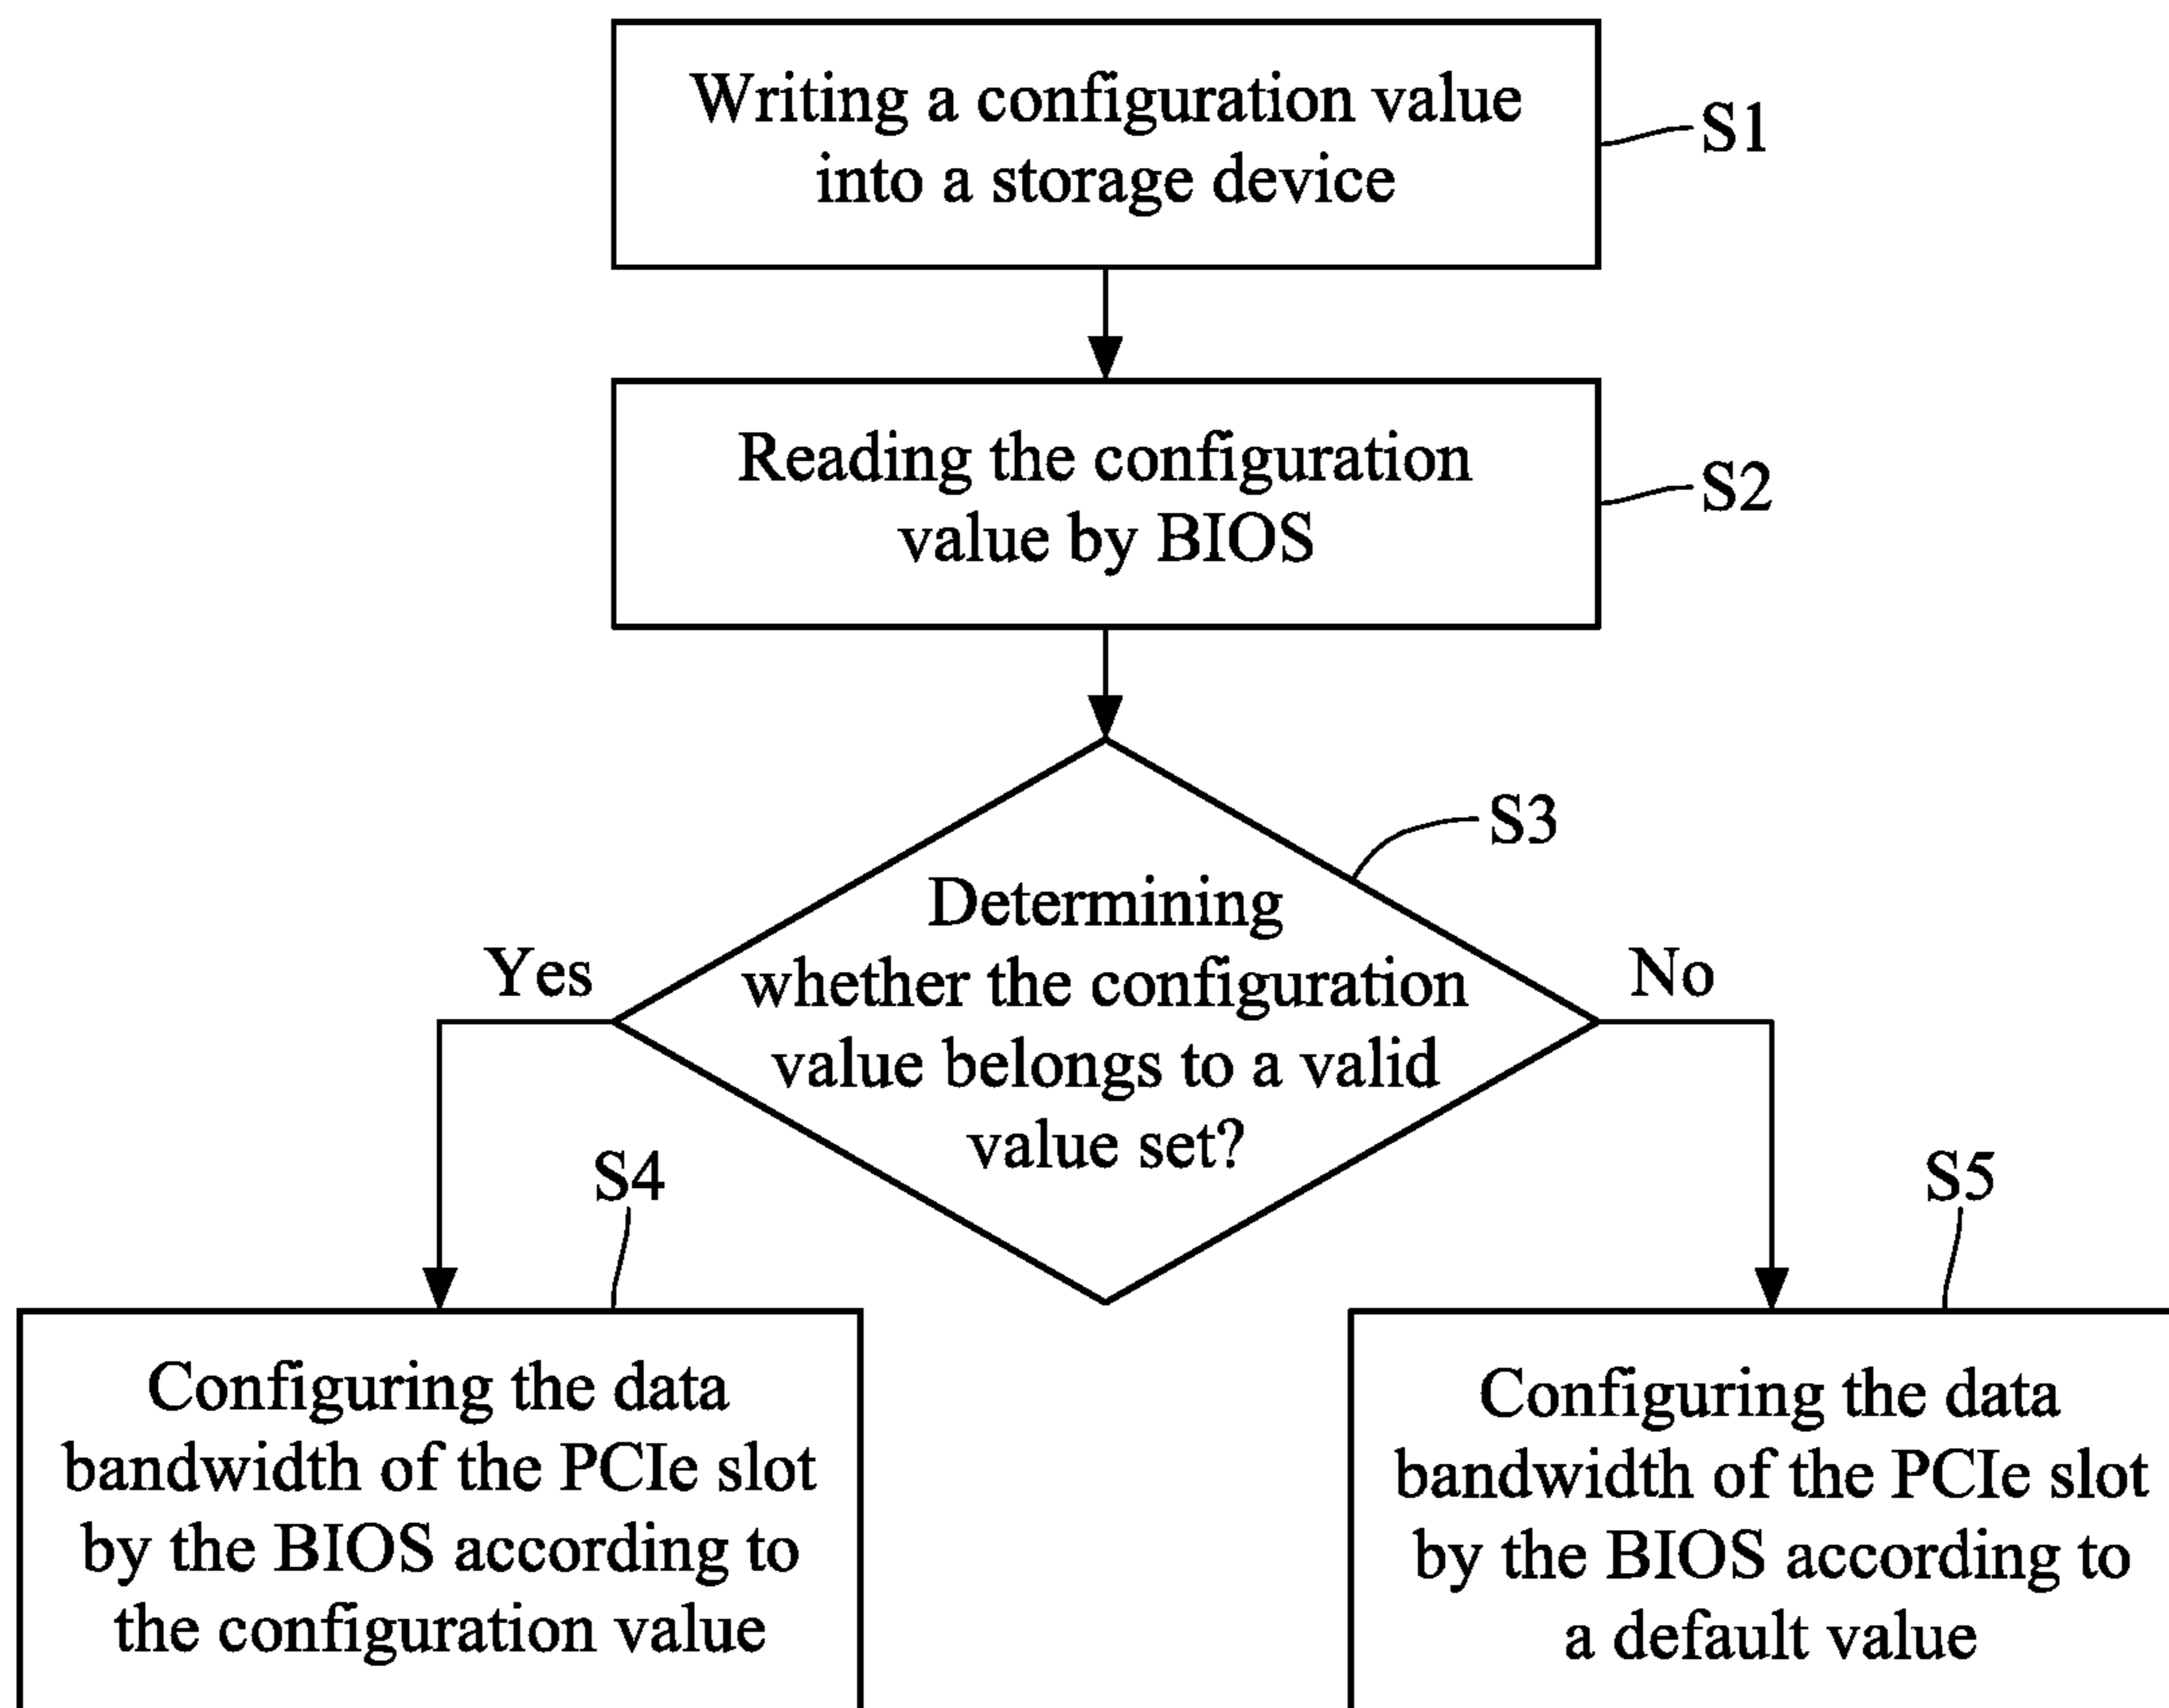 Writing a configuration value
into a storage device
S1
Reading the configuration
value by BIOS
S2
S3
Determining
whether the configuration
value belongs to a valid
value set?
Yes
No
S4
Configuring the data
bandwidth of the PCIe slot
by the BIOS according to
the configuration value
S5
Configuring the data
bandwidth of the PCIe slot
by the BIOS according to
a default value